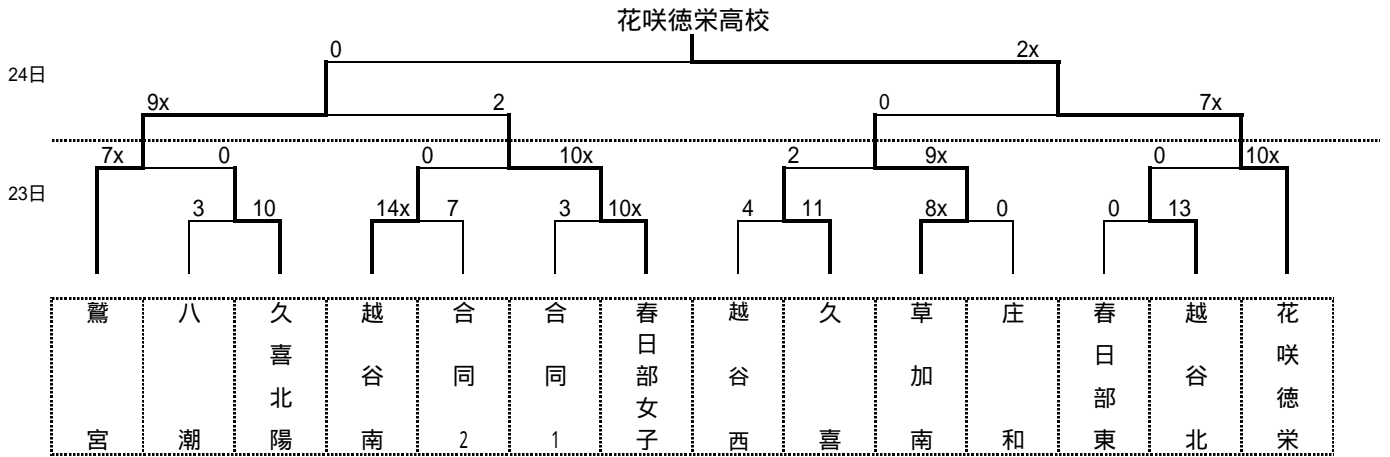 花咲徳栄高校
0 2x
24日
9x 2 0 7x
7x 0 0 10x 2 9x 0 10x
23日
3 10 14x 7 3 10x 4 11 8x 0 0 13
鷲宮
八潮
久喜北陽
越谷南
合同2
合同1
春日部女子
越谷西
久喜
草加南
庄和
春日部東
越谷北
花咲徳栄